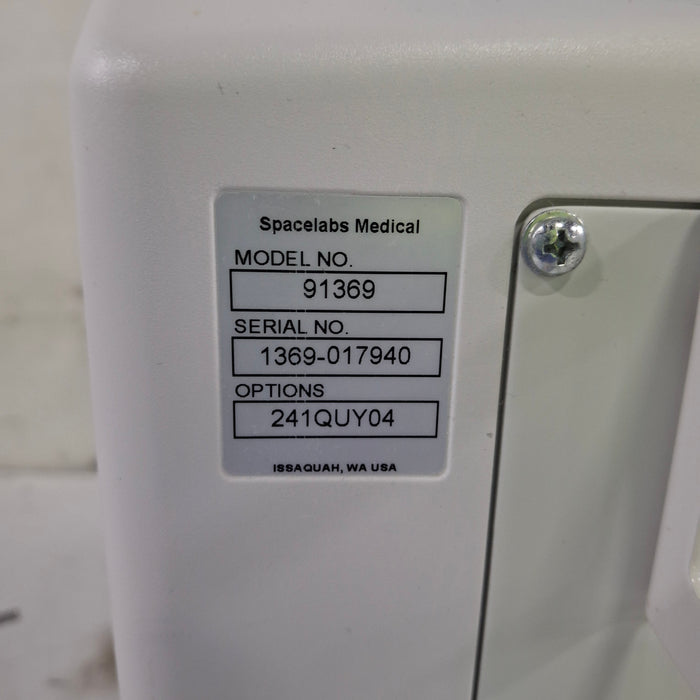 Spacelabs Medical
MODEL NO.
91369
SERIAL NO.
1369-017940
OPTIONS
241QUY04
ISSAQUAH, WA USA